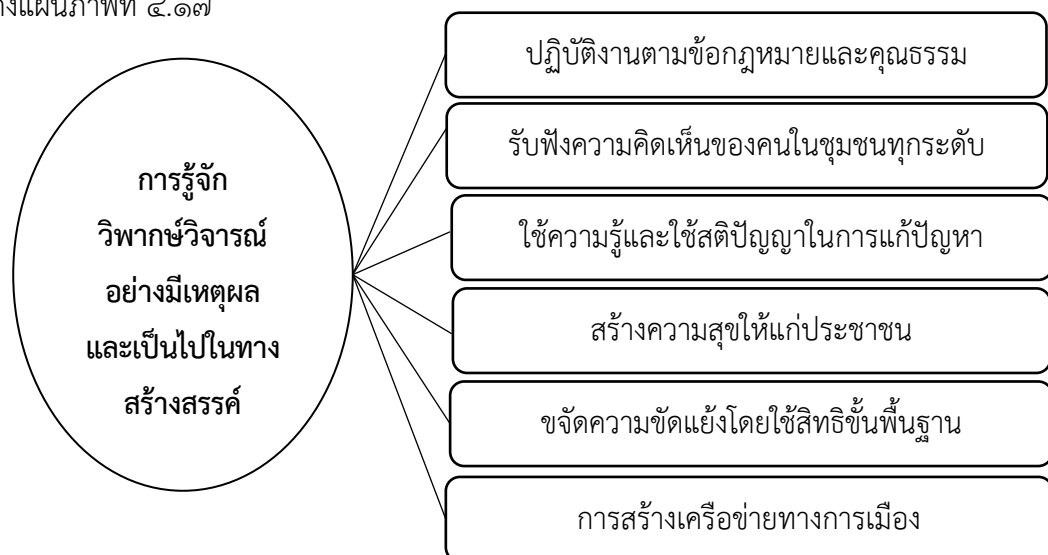 างแผนภาพที่ ๔.๑๗
การรู้จัก
วิพากษ์วิจารณ์
อย่างมีเหตุผล
และเป็นไปในทาง
สร้างสรรค์
ปฏิบัติงานตามข้อกฎหมายและคุณธรรม
รับฟังความคิดเห็นของคนในชุมชนทุกระดับ
ใช้ความรู้และใช้สติปัญญาในการแก้ปัญหา
สร้างความสุขให้แก่ประชาชน
ขจัดความขัดแย้งโดยใช้สิทธิขั้นพื้นฐาน
การสร้างเครือข่ายทางการเมือง